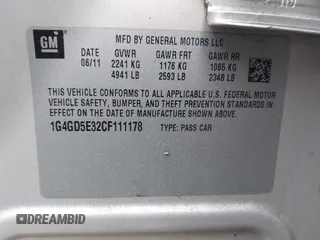 GM
MFD BY GENERAL MOTORS LLC
DATE GVWR GAWR FRT GAWR RR
06/11 2241 KG 1176 KG 1065 KG
4941 LB 2593 LB 2348 LB
THIS VEHICLE CONFORMS TO ALL APPLICABLE U.S. FEDERAL MOTOR
VEHICLE SAFETY, BUMPER, AND THEFT PREVENTION STANDARDS
IN EFFECT ON THE DATE OF MANUFACTURE SHOWN ABOVE.
1G4GD5E32CF111178 TYPE: PASS CAR
DREAMBID